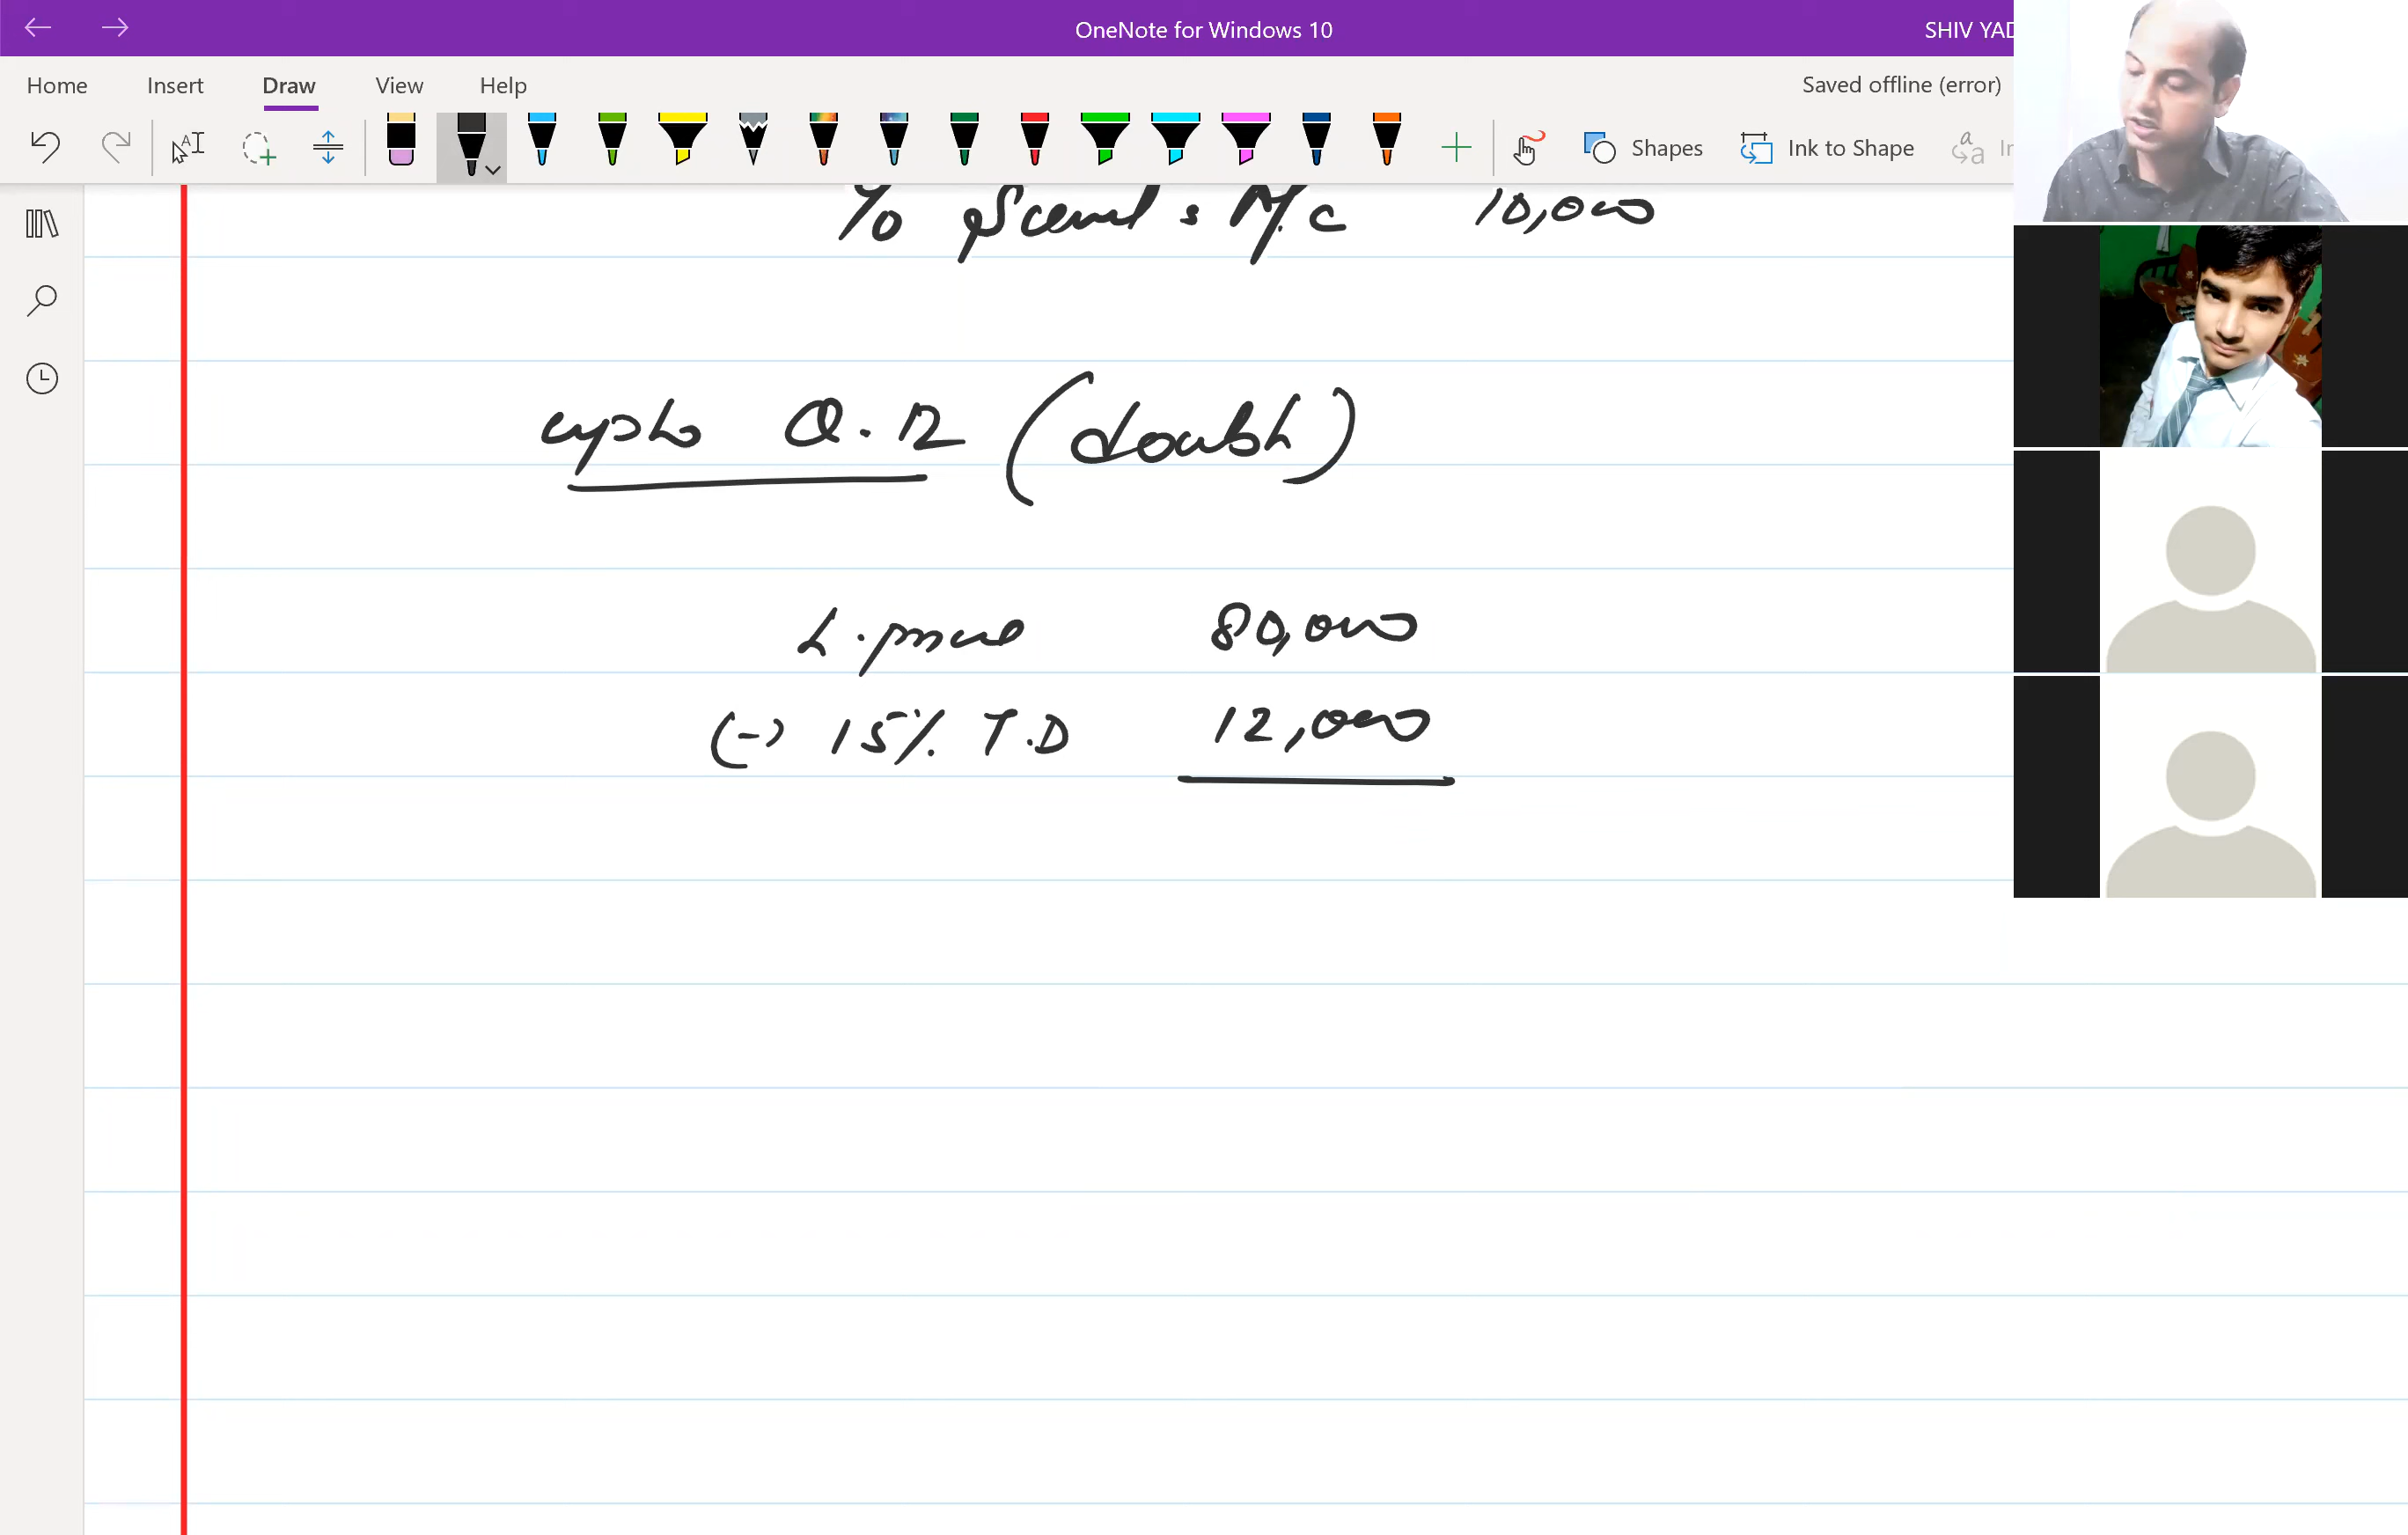 OneNote for Windows 10
SHIV YAD
Home Insert Draw View Help
Saved offline (error)
Shapes Ink to Shape In
% M/c 10,000
upto Q.12 (doubt)
L.price 80,000
(-) 15% T.D 12,000